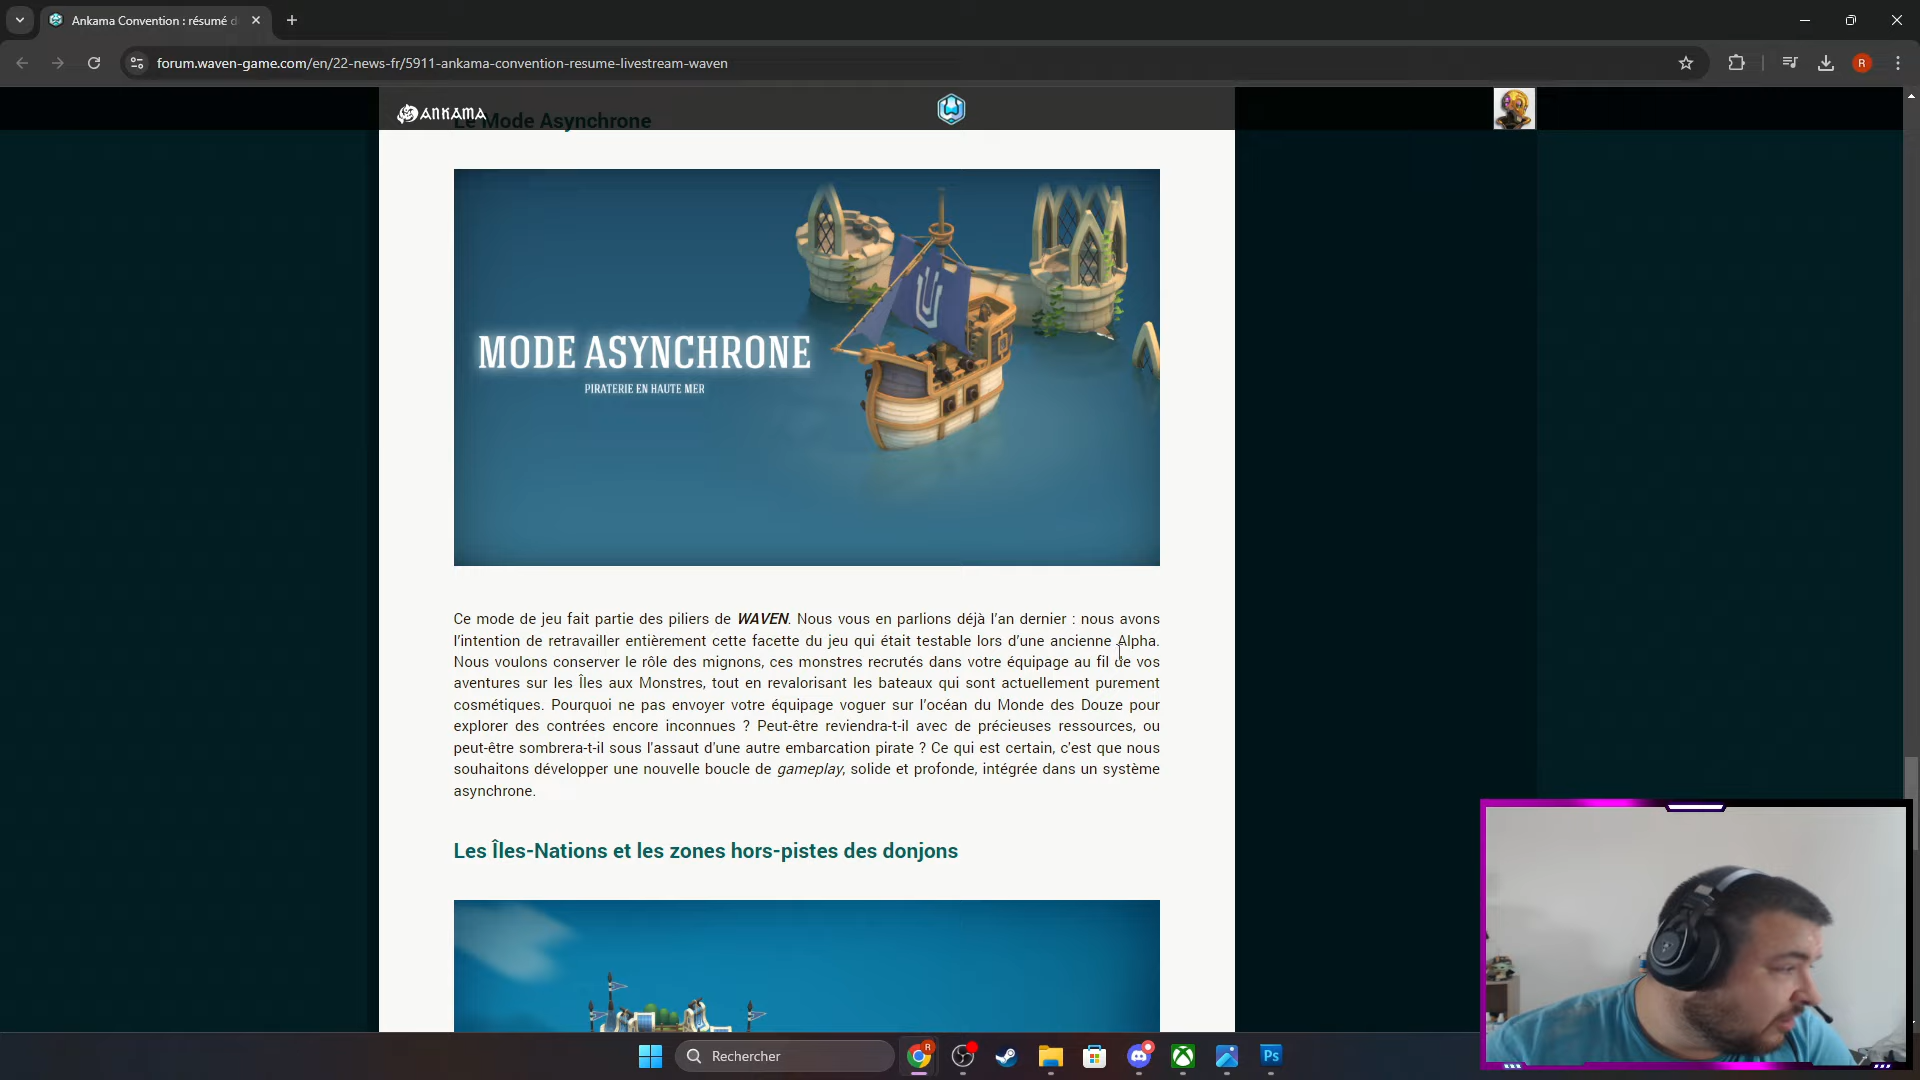 Ankama Convention : résumé d
forum.waven-game.com/en/22-news-fr/5911-ankama-convention-resume-livestream-waven
R
ANKAMA
Le Mode Asynchrone
MODE ASYNCHRONE
PIRATERIE EN HAUTE MER
Ce mode de jeu fait partie des piliers de WAVEN. Nous vous en parlions déjà l'an dernier : nous avons
l'intention de retravailler entièrement cette facette du jeu qui était testable lors d'une ancienne Alpha.
Nous voulons conserver le rôle des mignons, ces monstres recrutés dans votre équipage au fil de vos
aventures sur les Îles aux Monstres, tout en revalorisant les bateaux qui sont actuellement purement
cosmétiques. Pourquoi ne pas envoyer votre équipage voguer sur l'océan du Monde des Douze pour
explorer des contrées encore inconnues ? Peut-être reviendra-t-il avec de précieuses ressources, ou
peut-être sombrera-t-il sous l'assaut d'une autre embarcation pirate ? Ce qui est certain, c'est que nous
souhaitons développer une nouvelle boucle de gameplay, solide et profonde, intégrée dans un système
asynchrone.
Les Îles-Nations et les zones hors-pistes des donjons
Rechercher
R
Ps